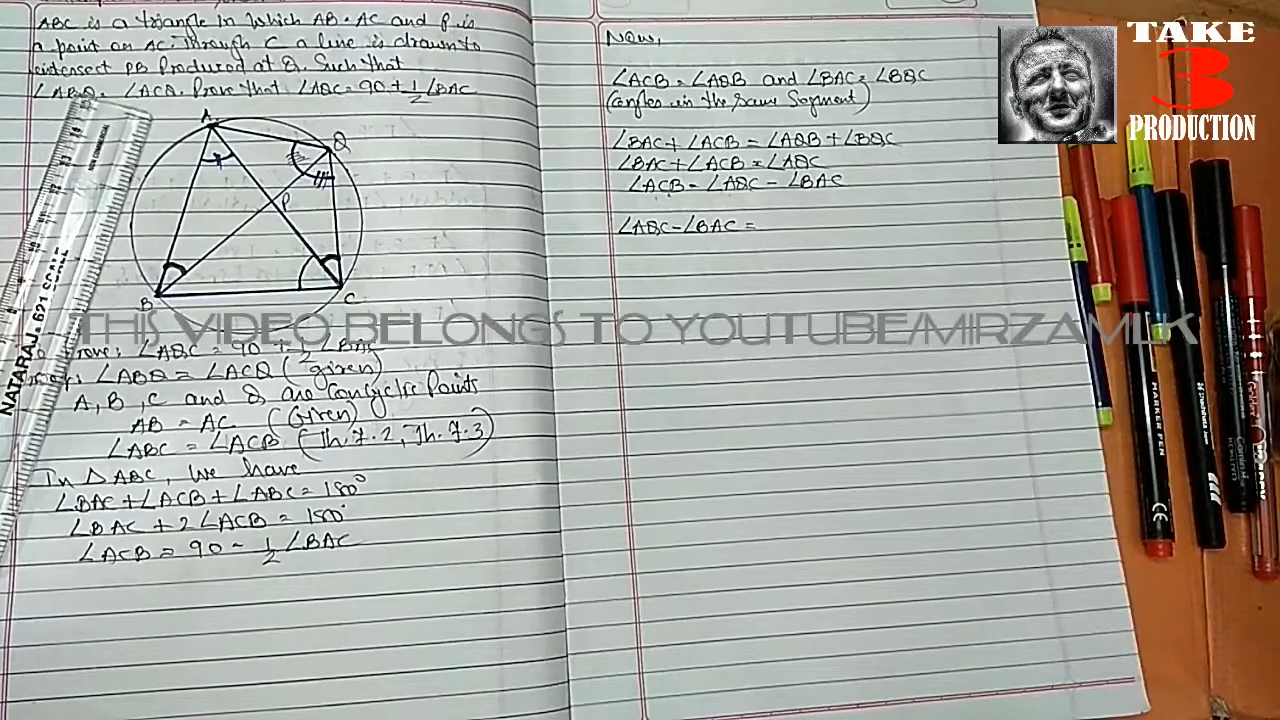 ABC is a triangle in which AB = AC and P is
a point on AC. Through C a line is drawn to
intersect PB Produced at Q. Such that
∠ABQ = ∠ACQ. Prove that ∠AQC = 90 + 1/2 ∠BAC
A
Q
P
B
C
Prove: ∠AQC = 90 + 1/2 ∠BAC
∠ABQ = ∠ACQ (given)
A, B, C and Q are Concyclic Points
AB = AC (Given)
∠ABC = ∠ACB (Th. 7.2, Th. 7.3)
In △ABC, we have
∠BAC + ∠ACB + ∠ABC = 180°
∠BAC + 2∠ACB = 180°
∠ACB = 90 - 1/2 ∠BAC
Now,
∠ACB = ∠AQB and ∠BAC = ∠BQC
(angles in the same Segment)
∠BAC + ∠ACB = ∠AQB + ∠BQC
∠BAC + ∠ACB = ∠AQC
∠ACB = ∠AQC - ∠BAC
∠AQC - ∠BAC =
TAKE
3
PRODUCTION
THIS VIDEO BELONGS TO YOUTUBE/MIRZAMLK
NATARAJ 621 SCALE
MARKER PEN
CE